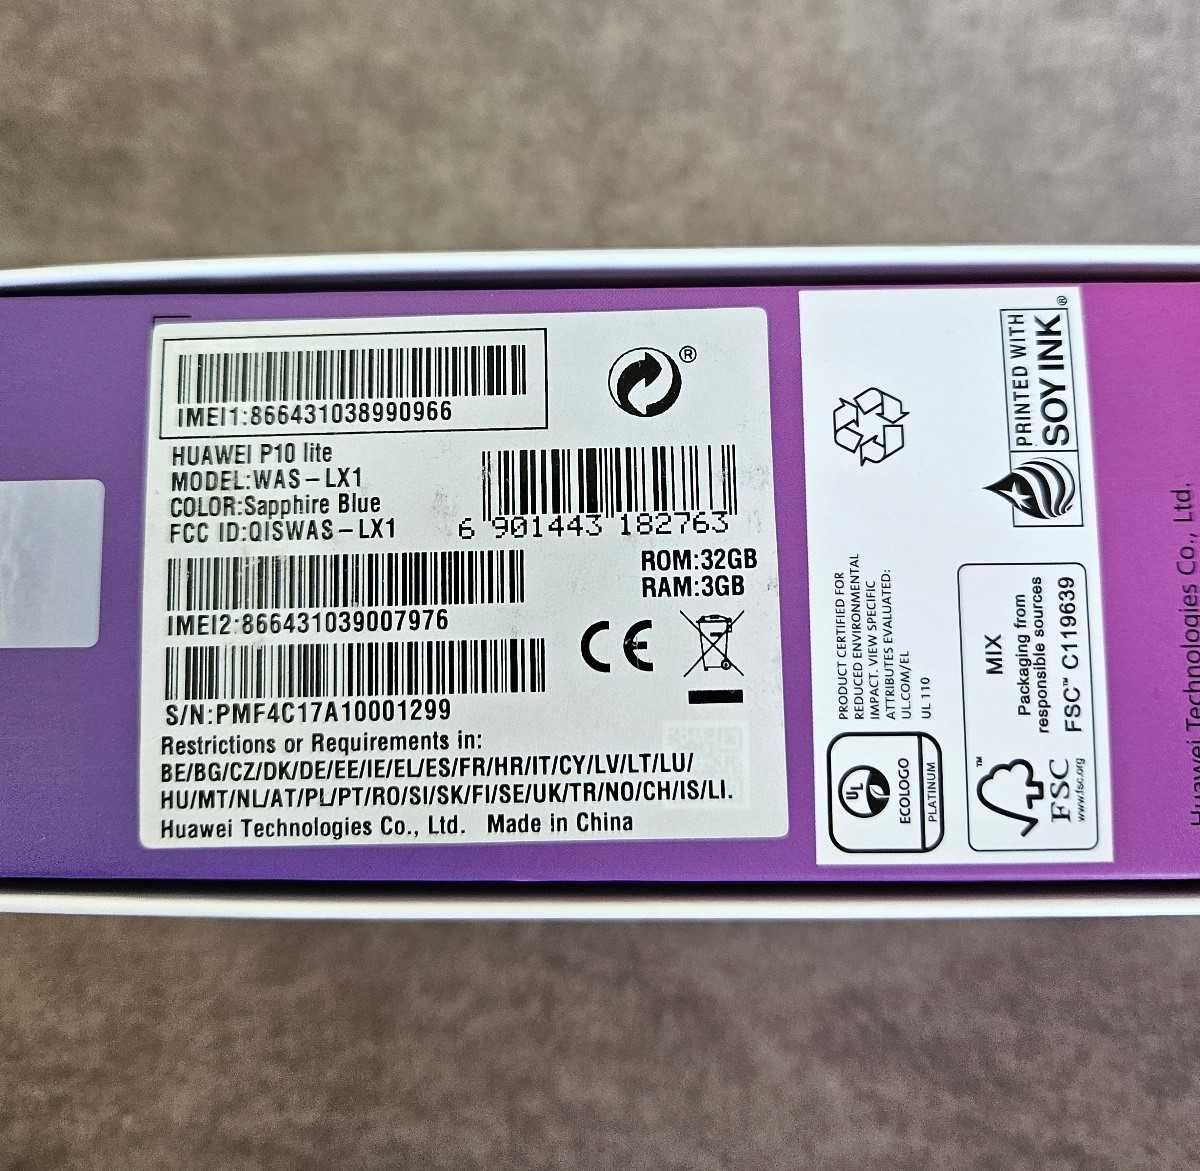 IMEI1:866431038990966
®
HUAWEI P10 lite
MODEL:WAS-LX1
COLOR:Sapphire Blue
FCC ID:QISWAS-LX1
6 901443 182763
ROM:32GB
RAM:3GB
IMEI2:866431039007976
CE
S/N:PMF4C17A10001299
Restrictions or Requirements in:
BE/BG/CZ/DK/DE/EE/IE/EL/ES/FR/HR/IT/CY/LV/LT/LU/
HU/MT/NL/AT/PL/PT/RO/SI/SK/FI/SE/UK/TR/NO/CH/IS/LI.
Huawei Technologies Co., Ltd. Made in China
PRINTED WITH
SOY INK®
PRODUCT CERTIFIED FOR
REDUCED ENVIRONMENTAL
IMPACT. VIEW SPECIFIC
ATTRIBUTES EVALUATED:
UL.COM/EL
UL 110
UL
ECOLOGO
PLATINUM
MIX
Packaging from
responsible sources
FSC™ C119639
™
FSC
www.fsc.org
Huawei Technologies Co., Ltd.